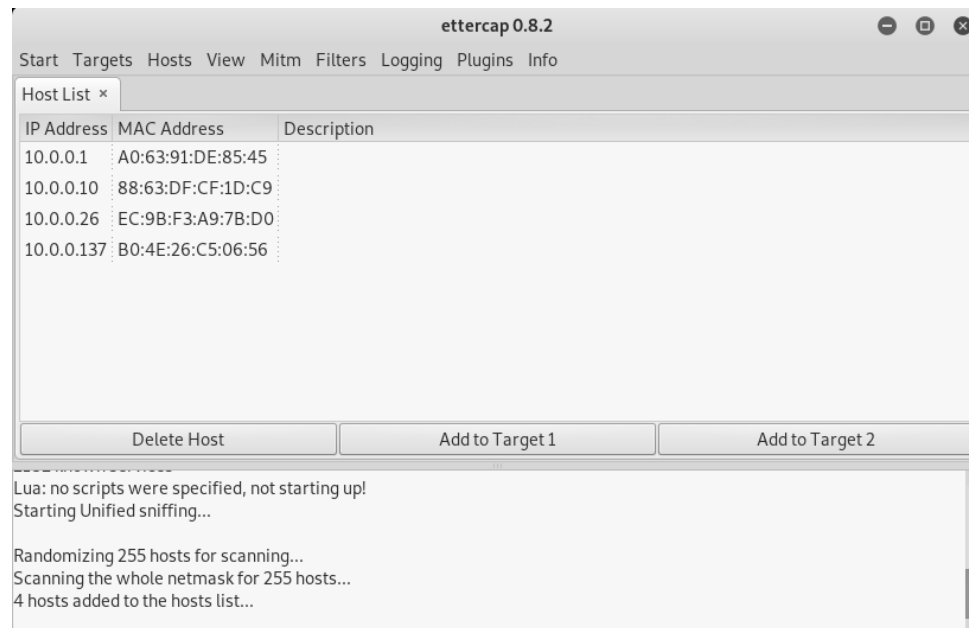 ettercap 0.8.2
Start Targets Hosts View Mitm Filters Logging Plugins Info
Host List ×
IP Address MAC Address Description
10.0.0.1 A0:63:91:DE:85:45
10.0.0.10 88:63:DF:CF:1D:C9
10.0.0.26 EC:9B:F3:A9:7B:D0
10.0.0.137 B0:4E:26:C5:06:56
Delete Host Add to Target 1 Add to Target 2
Lua: no scripts were specified, not starting up!
Starting Unified sniffing...
Randomizing 255 hosts for scanning...
Scanning the whole netmask for 255 hosts...
4 hosts added to the hosts list...